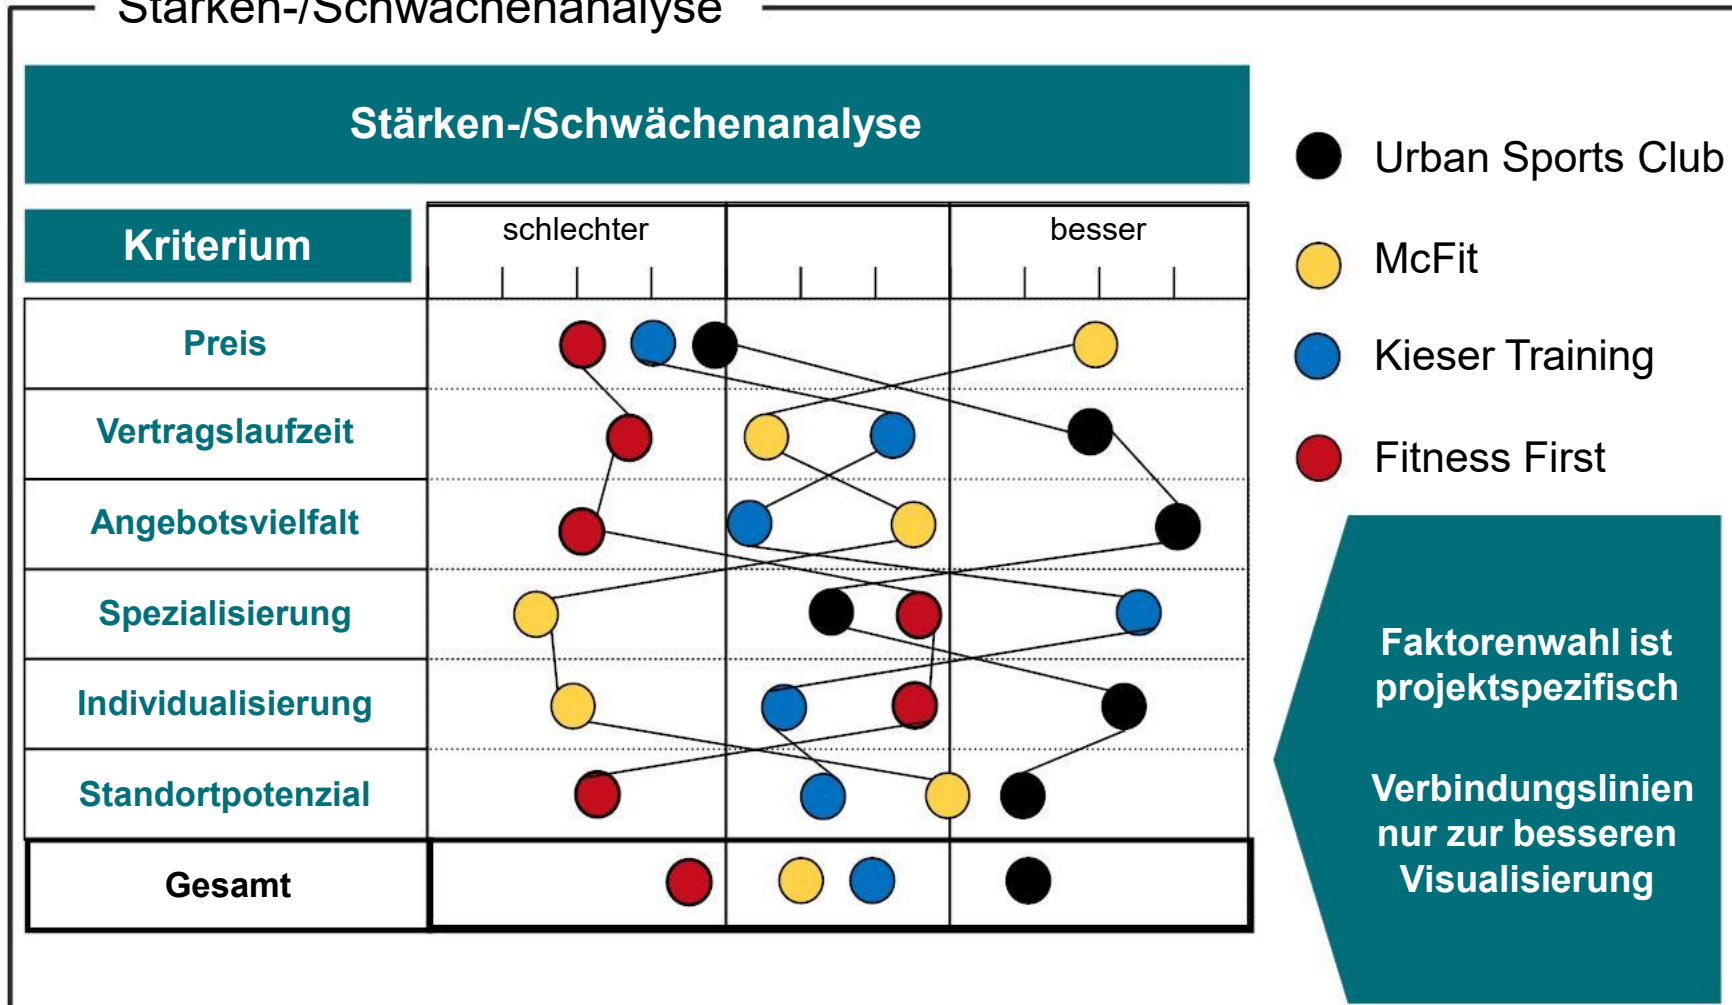 Stärken-/Schwächenanalyse
Stärken-/Schwächenanalyse
Kriterium
schlechter
besser
Preis
Vertragslaufzeit
Angebotsvielfalt
Spezialisierung
Individualisierung
Standortpotenzial
Gesamt
Urban Sports Club
McFit
Kieser Training
Fitness First
Faktorenwahl ist
projektspezifisch
Verbindungslinien
nur zur besseren
Visualisierung